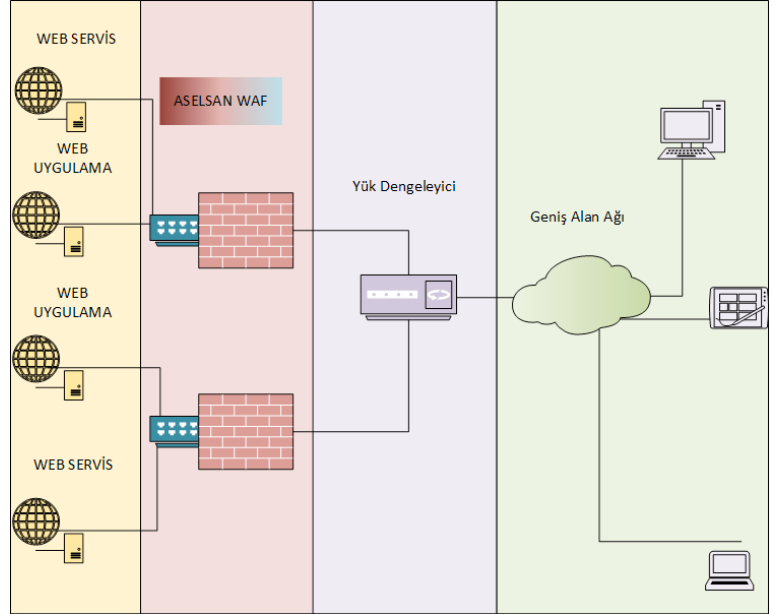 WEB SERVİS
ASELSAN WAF
WEB
UYGULAMA
Yük Dengeleyici
Geniş Alan Ağı
WEB
UYGULAMA
WEB SERVİS